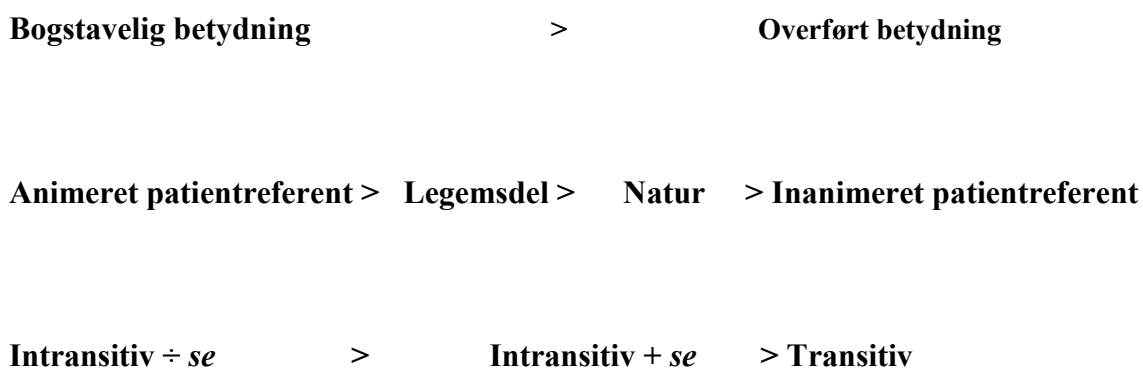 Bogstavelig betydning > Overført betydning
Animeret patientreferent > Legemsdel > Natur > Inanimeret patientreferent
Intransitiv ÷ se > Intransitiv + se > Transitiv